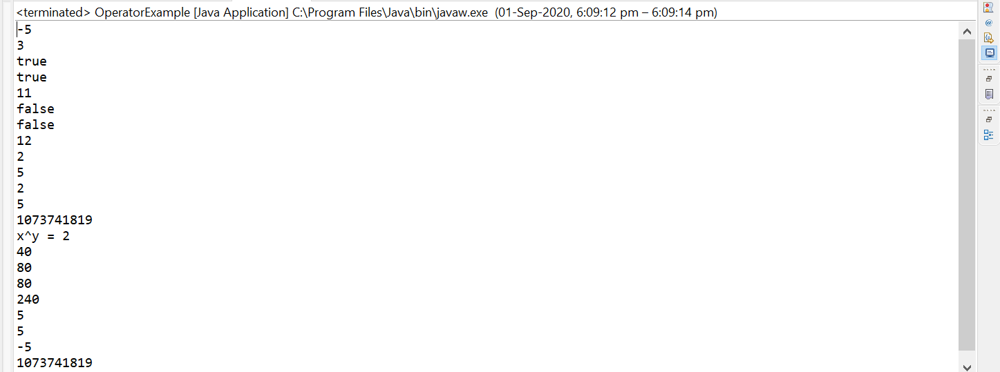 <terminated> OperatorExample [Java Application] C:\Program Files\Java\bin\javaw.exe (01-Sep-2020, 6:09:12 pm – 6:09:14 pm)
-5
3
true
true
11
false
false
12
2
5
2
5
1073741819
x^y = 2
40
80
80
240
5
5
-5
1073741819